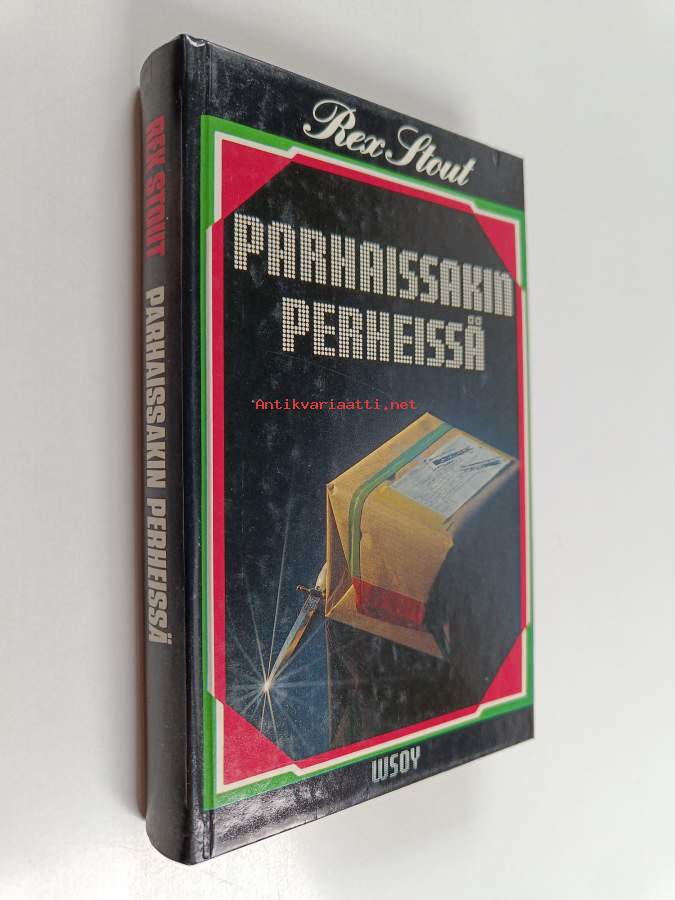 Rex Stout
PARHAISSAKIN
PERHEISSÄ
Antikvariaatti.net
WSOY
REX STOUT PARHAISSAKIN PERHEISSÄ